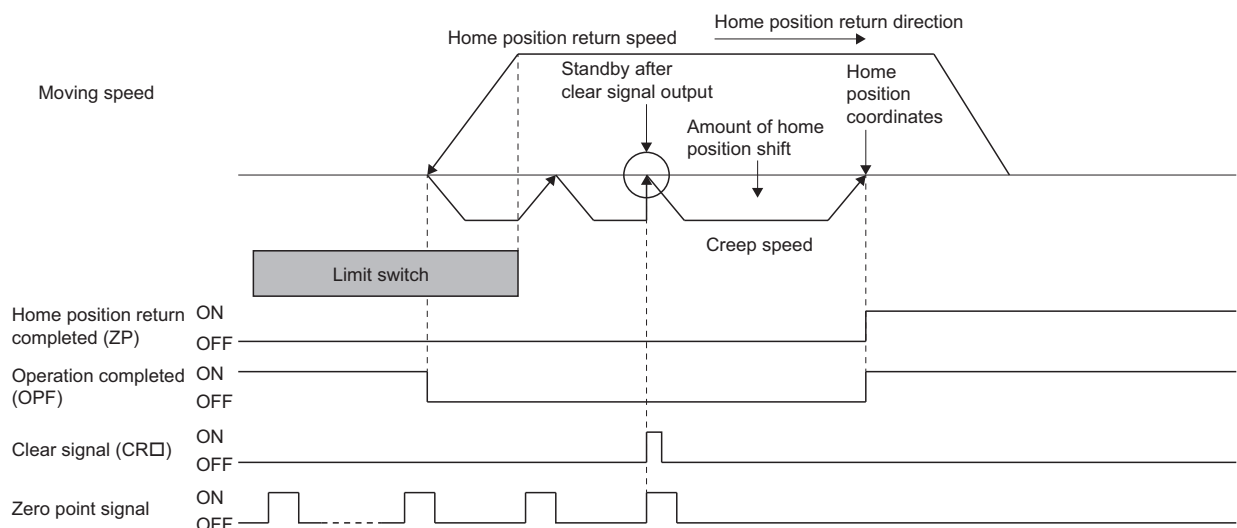 Home position return direction
Home position return speed
Standby after
clear signal output
Home
position
coordinates
Moving speed
Amount of home
position shift
Creep speed
Limit switch
Home position return
completed (ZP)
ON
OFF
Operation completed
(OPF)
ON
OFF
Clear signal (CR□)
ON
OFF
Zero point signal
ON
OFF